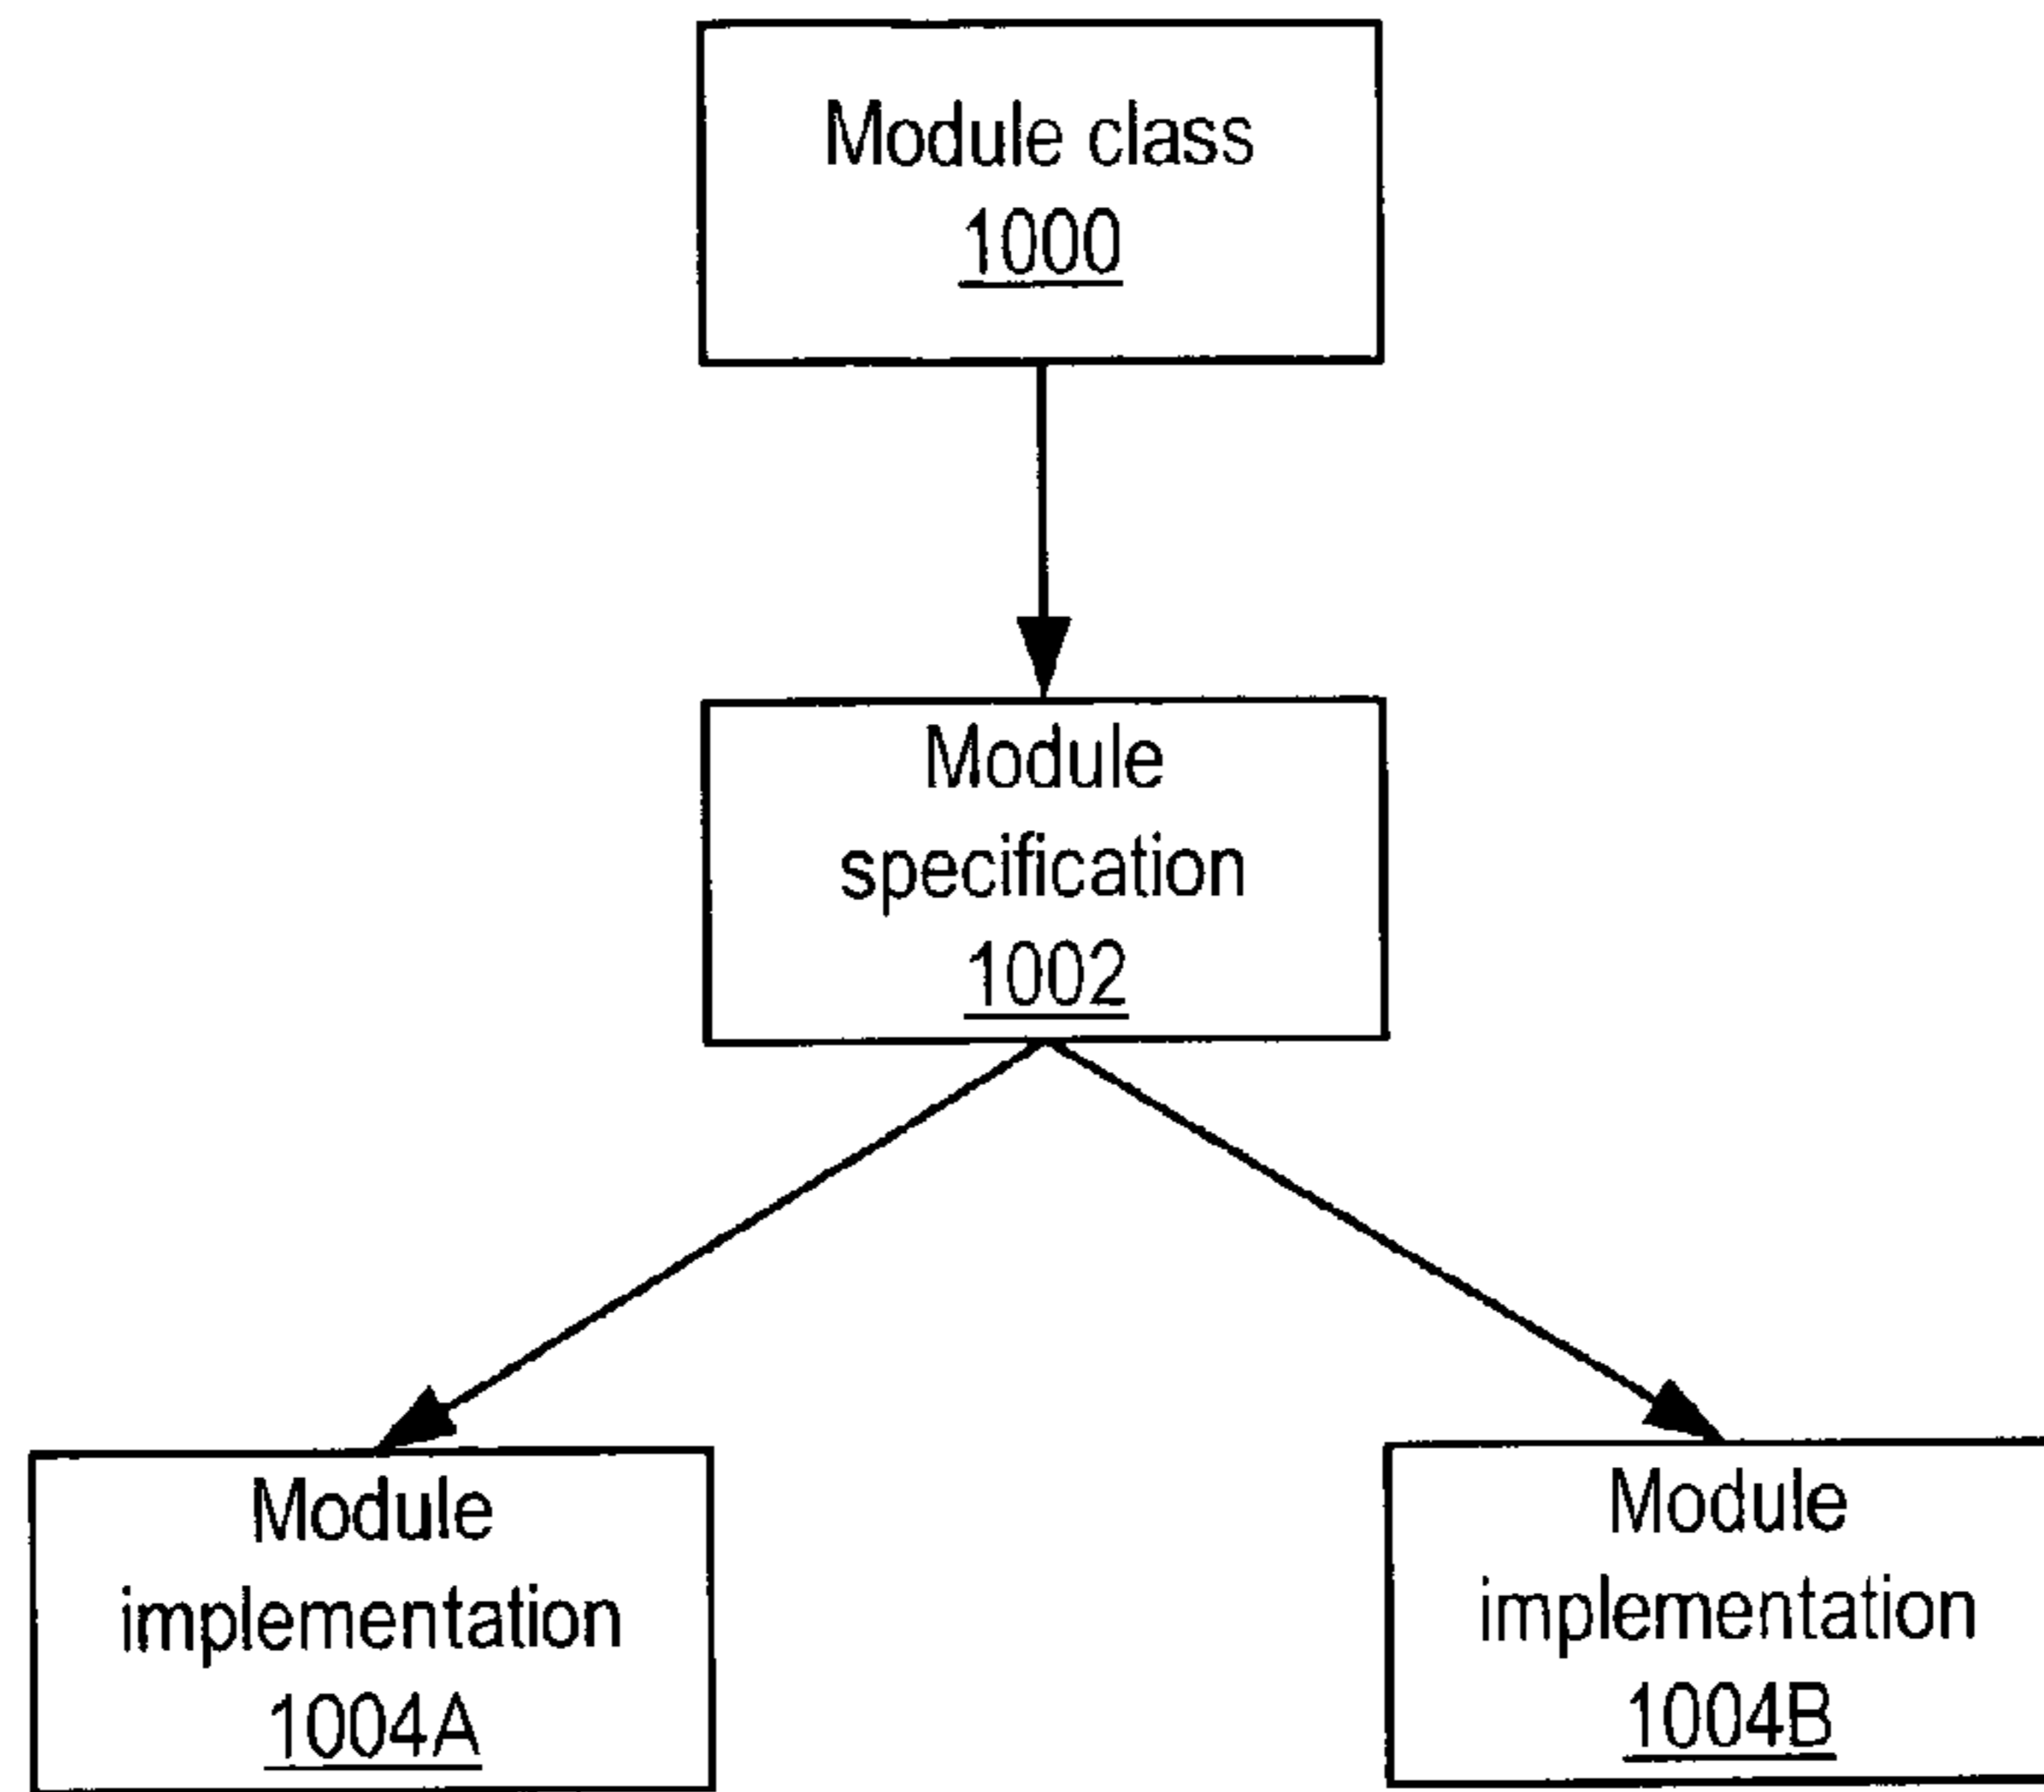 Module class
1000
Module
specification
1002
Module
implementation
1004A
Module
implementation
1004B